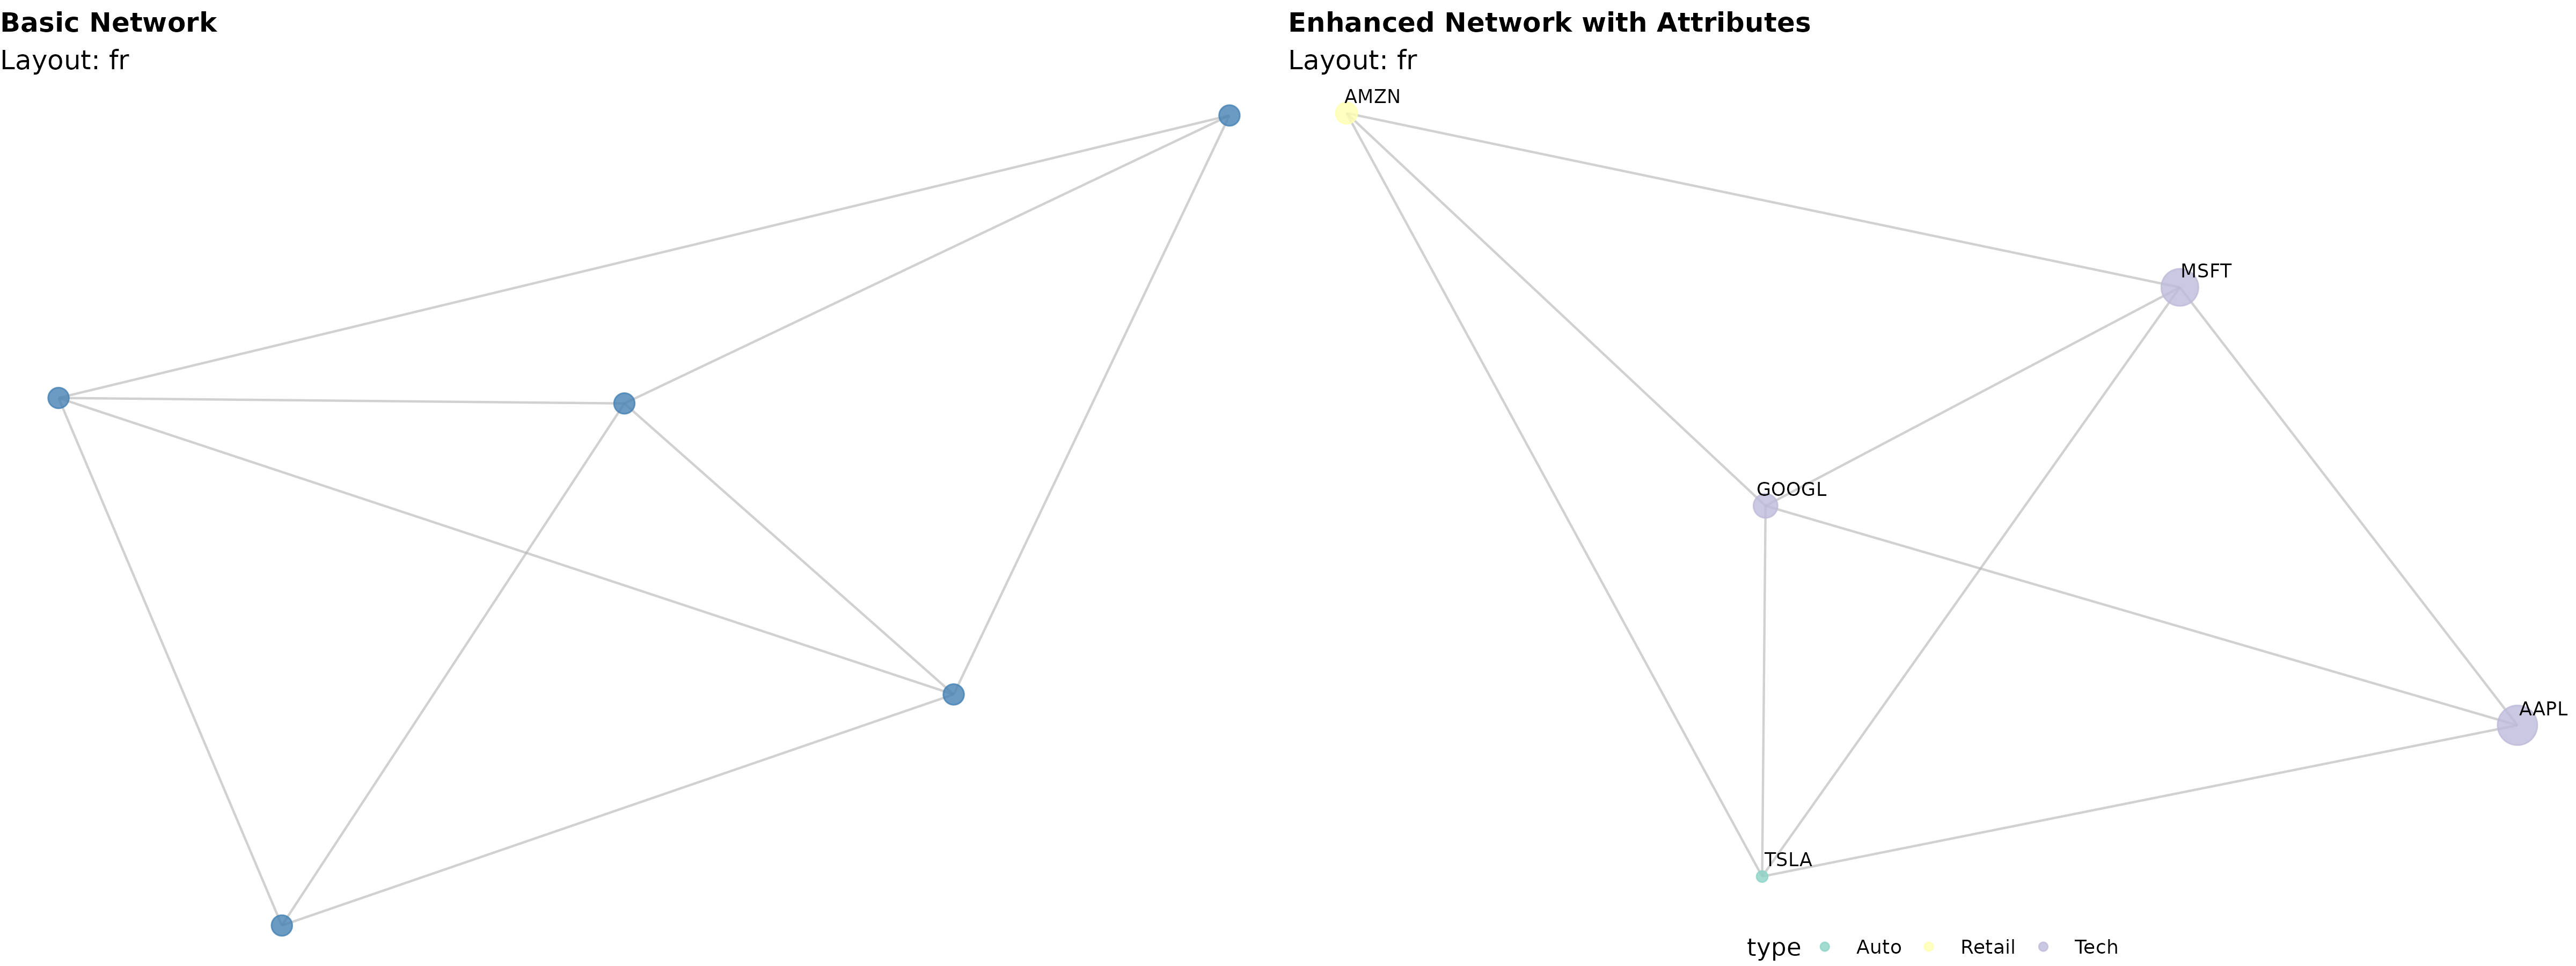 Basic Network
Layout: fr
Enhanced Network with Attributes
Layout: fr
AMZN
MSFT
GOOGL
AAPL
TSLA
type Auto Retail Tech